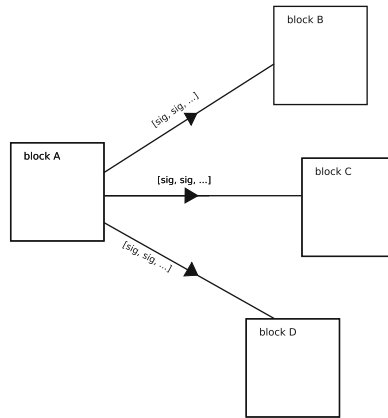 block B
[sig, sig, ...]
block A
[sig, sig, ...]
block C
[sig, sig, ...]
block D